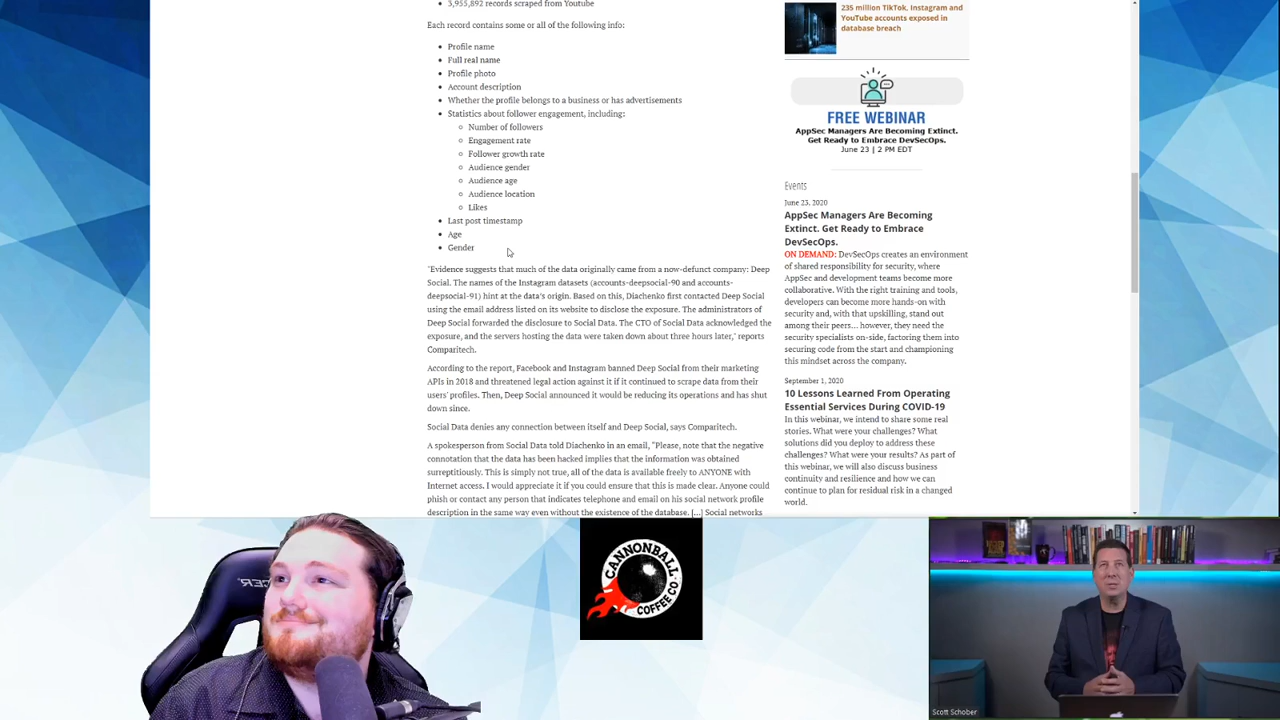 3,955,892 records scraped from Youtube
Each record contains some or all of the following info:
Profile name
Full real name
Profile photo
Account description
Whether the profile belongs to a business or has advertisements
Statistics about follower engagement, including:
Number of followers
Engagement rate
Follower growth rate
Audience gender
Audience age
Audience location
Likes
Last post timestamp
Age
Gender
"Evidence suggests that much of the data originally came from a now-defunct company: Deep
Social. The names of the Instagram datasets (accounts-deepsocial-90 and accounts-
deepsocial-91) hint at the data's origin. Based on this, Diachenko first contacted Deep Social
using the email address listed on its website to disclose the exposure. The administrators of
Deep Social forwarded the disclosure to Social Data. The CTO of Social Data acknowledged the
exposure, and the servers hosting the data were taken down about three hours later," reports
Comparitech.
According to the report, Facebook and Instagram banned Deep Social from their marketing
APIs in 2018 and threatened legal action against it if it continued to scrape data from their
users' profiles. Then, Deep Social announced it would be reducing its operations and has shut
down since.
Social Data denies any connection between itself and Deep Social, says Comparitech.
A spokesperson from Social Data told Diachenko in an email, "Please, note that the negative
connotation that the data has been hacked implies that the information was obtained
surreptitiously. This is simply not true, all of the data is available freely to ANYONE with
Internet access. I would appreciate it if you could ensure that this is made clear. Anyone could
phish or contact any person that indicates telephone and email on his social network profile
description in the same way even without the existence of the database. [...] Social networks
235 million TikTok, Instagram and
YouTube accounts exposed in
database breach
FREE WEBINAR
AppSec Managers Are Becoming Extinct.
Get Ready to Embrace DevSecOps.
June 23 | 2 PM EDT
Events
June 23, 2020
AppSec Managers Are Becoming
Extinct. Get Ready to Embrace
DevSecOps.
ON DEMAND: DevSecOps creates an environment
of shared responsibility for security, where
AppSec and development teams become more
collaborative. With the right training and tools,
developers can become more hands-on with
security and, with that upskilling, stand out
among their peers... however, they need the
security specialists on-side, factoring them into
securing code from the start and championing
this mindset across the company.
September 1, 2020
10 Lessons Learned From Operating
Essential Services During COVID-19
In this webinar, we intend to share some real
stories. What were your challenges? What
solutions did you deploy to address these
challenges? What were your results? As part of
this webinar, we will also discuss business
continuity and resilience and how we can
continue to plan for residual risk in a changed
world.
CANNONBALL
COFFEE CO
Scott Schober